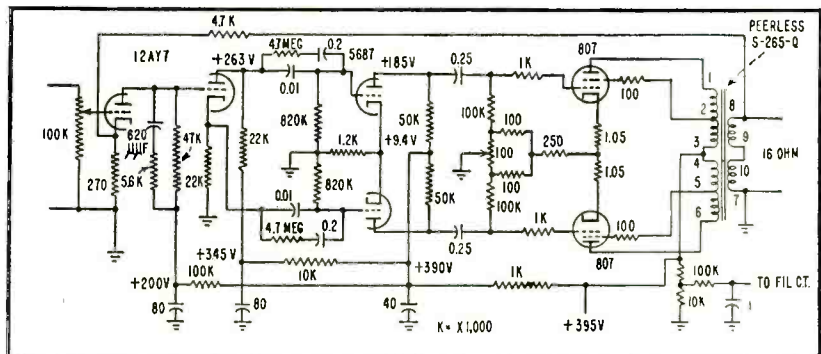 4.7 K
PEERLESS
S-265-Q
12AY7
+263V
4.7 MEG
0.2
5687
+185V
0.25
1K
807
0.01
100
1
2
8
100K
820K
50K
100K
100
1.05
3
9
16 OHM
620
µµF
47K
22K
1.2K
+9.4V
100
250
4
10
270
5.6K
22K
820K
50K
100
100K
1.05
5
7
0.01
6
4.7 MEG
0.2
0.25
1K
100
807
+345V
10K
+390V
+200V
100K
1K
100K
TO FIL C.T.
80
80
40
10K
1
K= X1,000
+395V